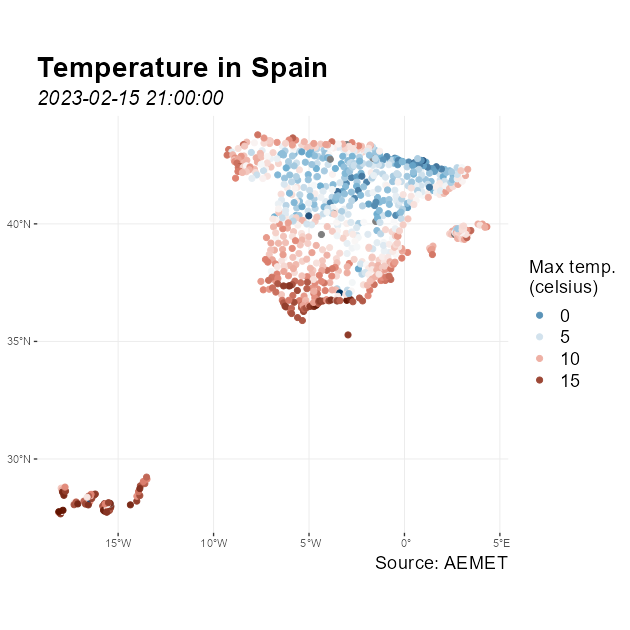 Temperature in Spain
2023-02-15 21:00:00
40°N
35°N
30°N
15°W
10°W
5°W
0°
5°E
Max temp.
(celsius)
0
5
10
15
Source: AEMET